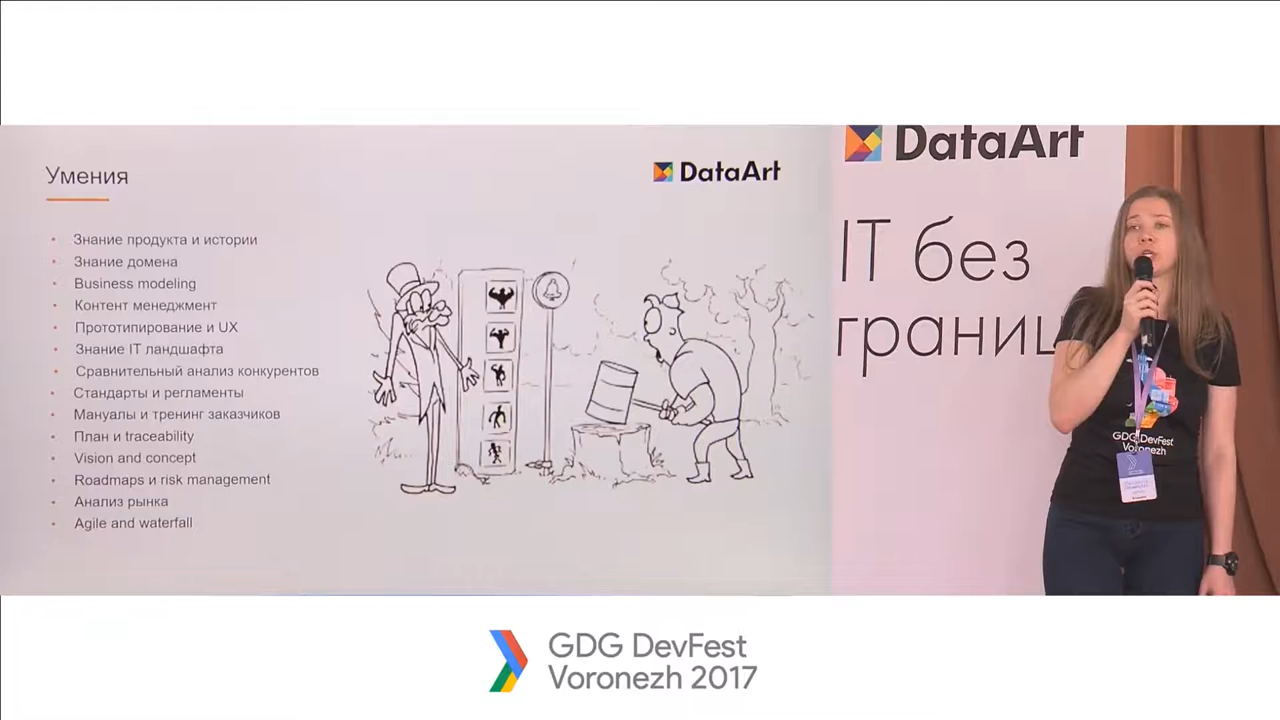 Умения
DataArt
Знание продукта и истории
Знание домена
Business modeling
Контент менеджмент
Прототипирование и UX
Знание IT ландшафта
Сравнительный анализ конкурентов
Стандарты и регламенты
Мануалы и тренинг заказчиков
План и traceability
Vision and concept
Roadmaps и risk management
Анализ рынка
Agile and waterfall
DataArt
IT без
границ
GDG DevFest
Voronezh
GDG DevFest
Voronezh 2017